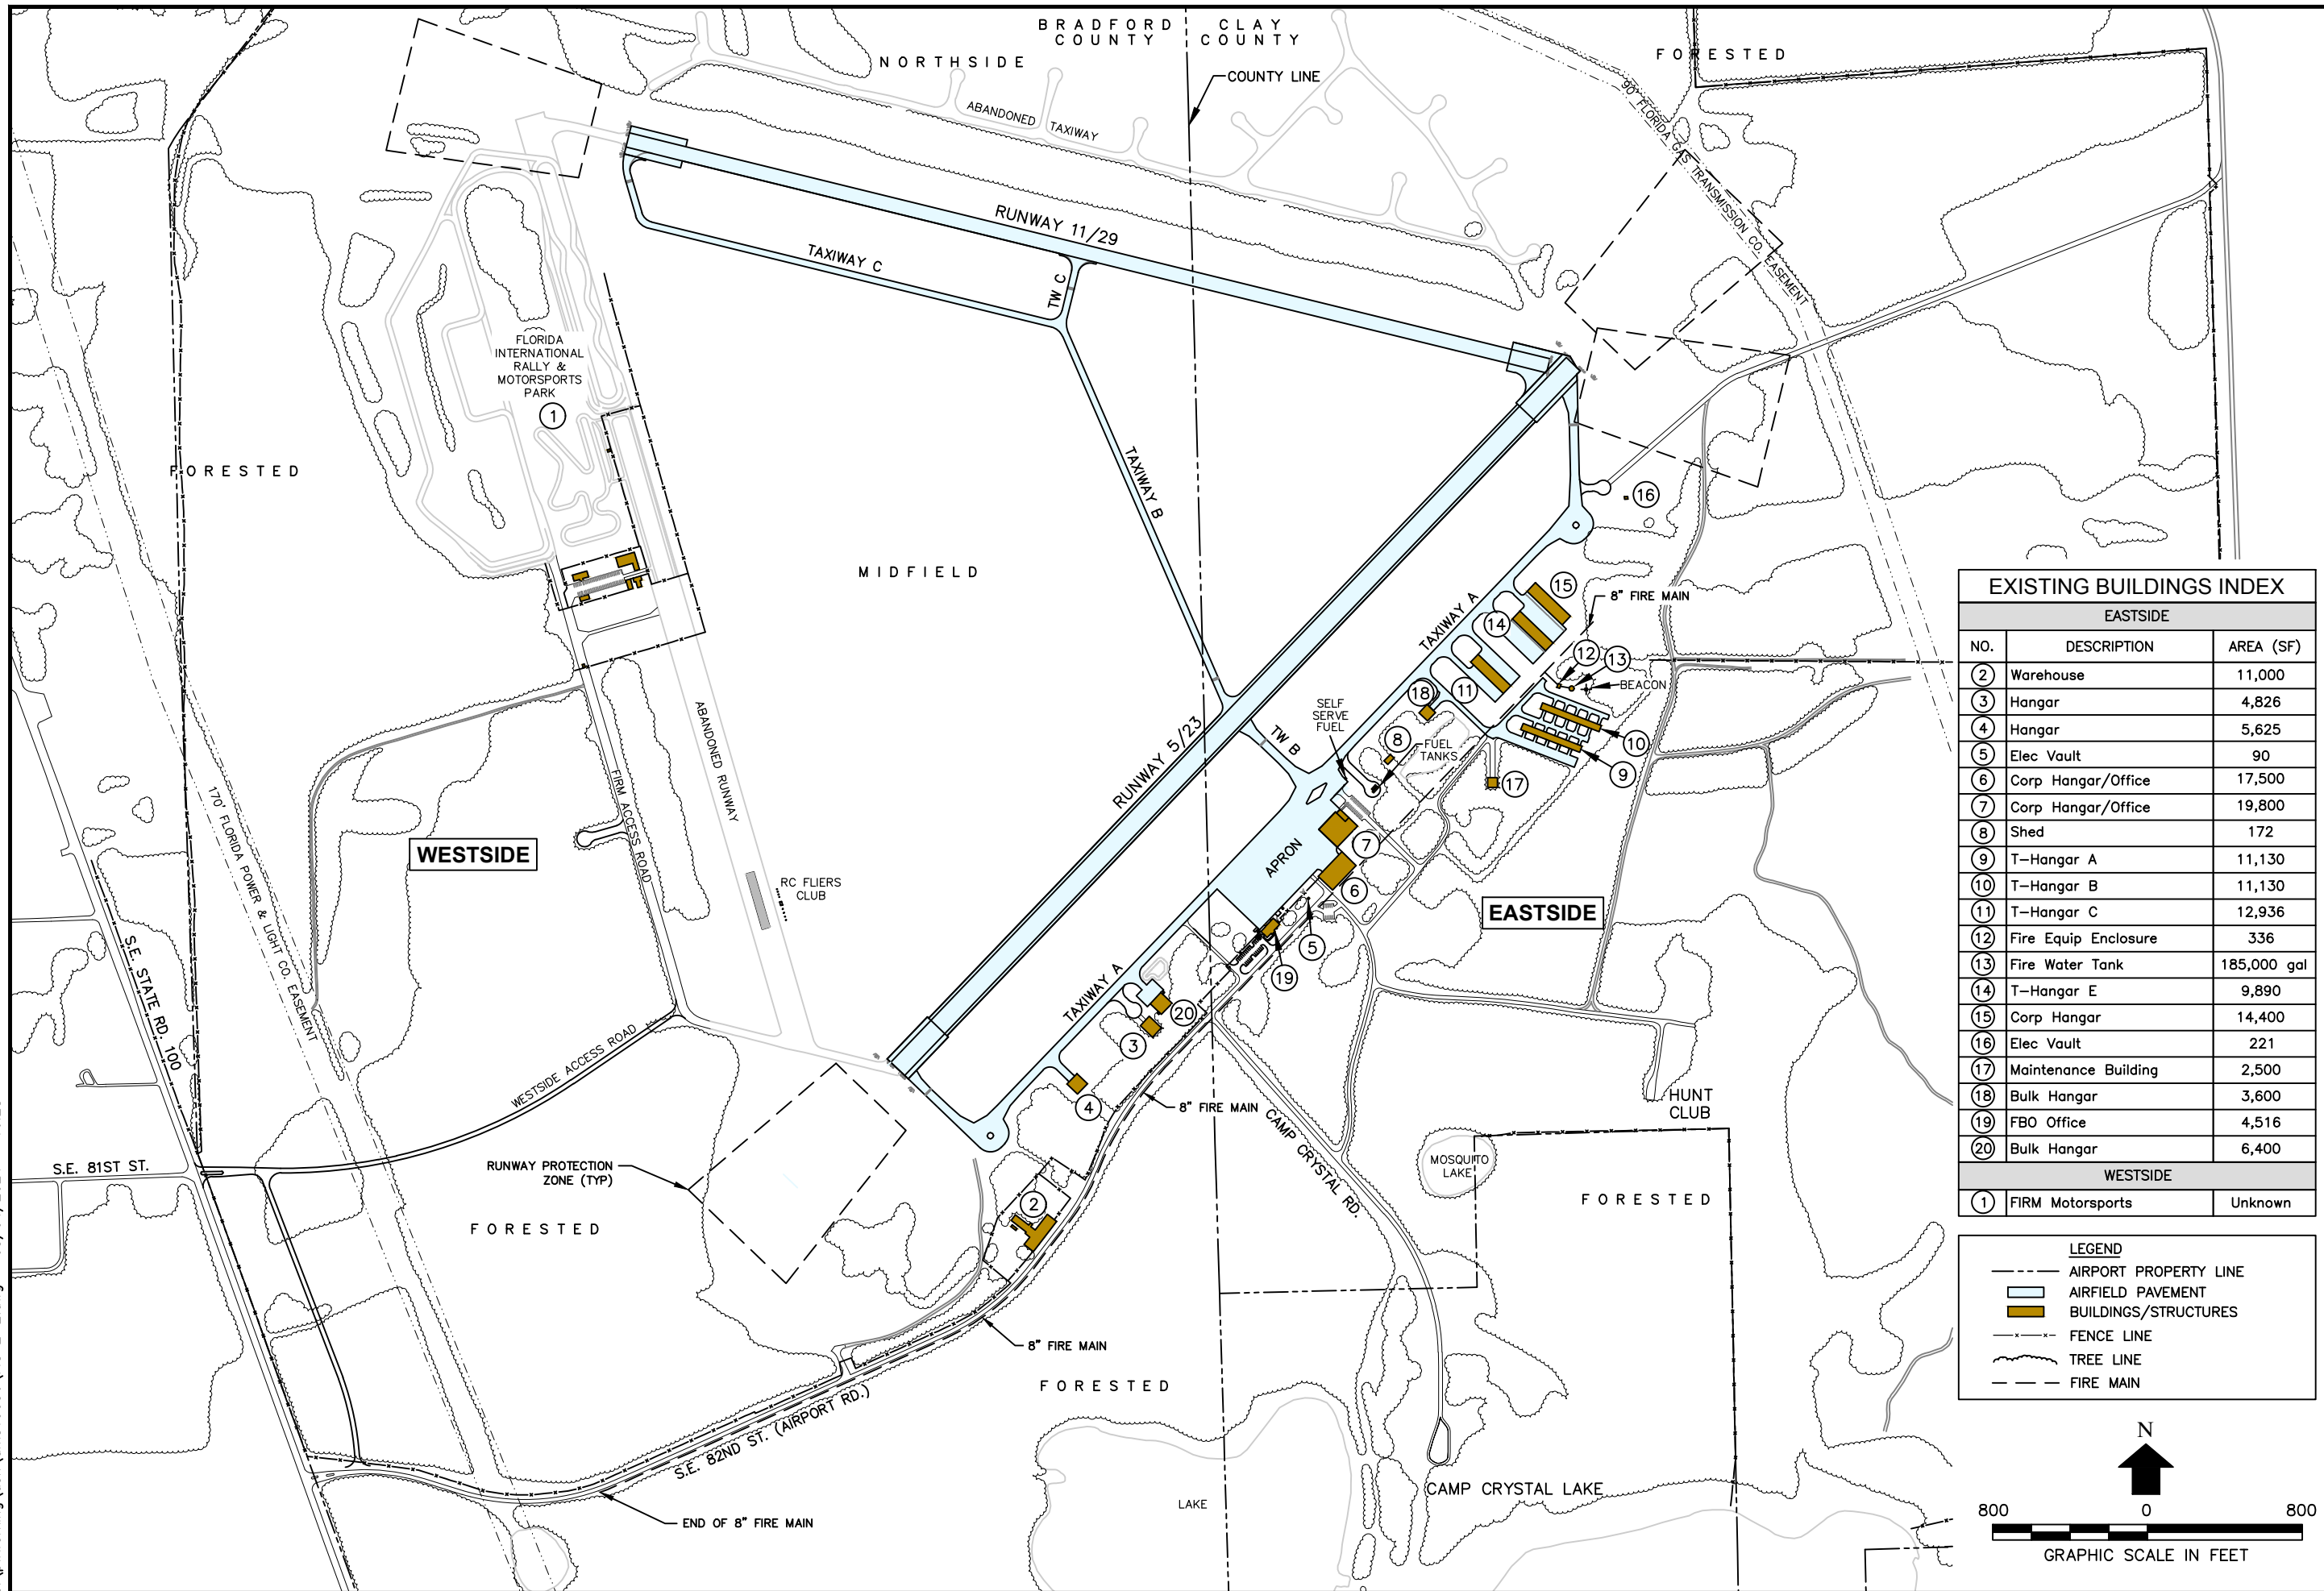 BRADFORD COUNTY
CLAY COUNTY
COUNTY LINE
NORTHSIDE
FORESTED
ABANDONED TAXIWAY
90' FLORIDA GAS TRANSMISSION CO. EASEMENT
RUNWAY 11/29
TAXIWAY C
TW C
FLORIDA
INTERNATIONAL
RALLY &
MOTORSPORTS
PARK
1
FORESTED
TAXIWAY B
16
MIDFIELD
15
8" FIRE MAIN
14
TAXIWAY A
12
13
BEACON
18
11
SELF
SERVE
FUEL
10
8
FUEL
TANKS
9
17
TW B
RUNWAY 5/23
ABANDONED RUNWAY
FIRM ACCESS ROAD
170' FLORIDA POWER & LIGHT CO. EASEMENT
WESTSIDE
RC FLIERS
CLUB
APRON
7
6
EASTSIDE
5
19
S.E. STATE RD. 100
TAXIWAY A
20
3
WESTSIDE ACCESS ROAD
4
8" FIRE MAIN
CAMP CRYSTAL RD.
HUNT
CLUB
S.E. 81ST ST.
RUNWAY PROTECTION
ZONE (TYP)
MOSQUITO
LAKE
FORESTED
2
FORESTED
8" FIRE MAIN
FORESTED
S.E. 82ND ST. (AIRPORT RD.)
CAMP CRYSTAL LAKE
LAKE
END OF 8" FIRE MAIN
EXISTING BUILDINGS INDEX
EASTSIDE
NO. DESCRIPTION AREA (SF)
2 Warehouse 11,000
3 Hangar 4,826
4 Hangar 5,625
5 Elec Vault 90
6 Corp Hangar/Office 17,500
7 Corp Hangar/Office 19,800
8 Shed 172
9 T-Hangar A 11,130
10 T-Hangar B 11,130
11 T-Hangar C 12,936
12 Fire Equip Enclosure 336
13 Fire Water Tank 185,000 gal
14 T-Hangar E 9,890
15 Corp Hangar 14,400
16 Elec Vault 221
17 Maintenance Building 2,500
18 Bulk Hangar 3,600
19 FBO Office 4,516
20 Bulk Hangar 6,400
WESTSIDE
1 FIRM Motorsports Unknown
LEGEND
AIRPORT PROPERTY LINE
AIRFIELD PAVEMENT
BUILDINGS/STRUCTURES
FENCE LINE
TREE LINE
FIRE MAIN
N
800 0 800
GRAPHIC SCALE IN FEET